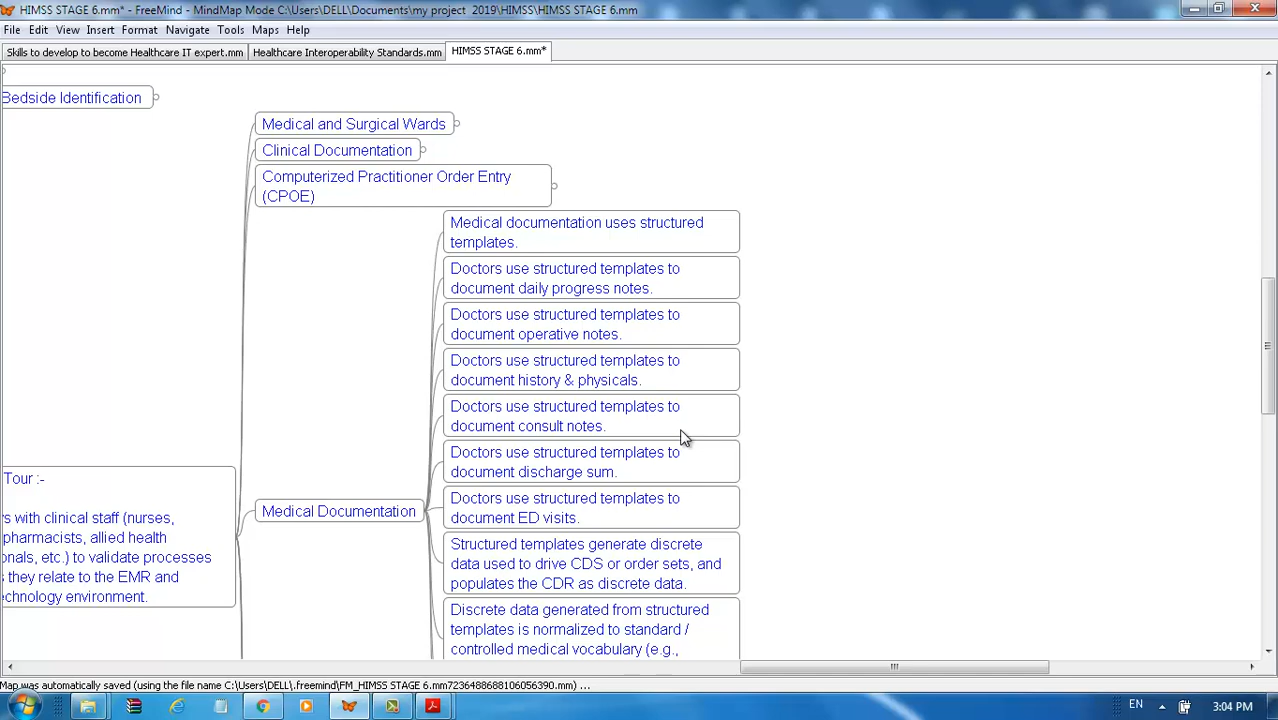 HIMSS STAGE 6.mm* - FreeMind - MindMap Mode C:\Users\DELL\Documents\my project  2019\HIMSS\HIMSS STAGE 6.mm
File Edit View Insert Format Navigate Tools Maps Help
Skills to develop to become Healthcare IT expert.mm Healthcare Interoperability Standards.mm HIMSS STAGE 6.mm*
Bedside Identification
Medical and Surgical Wards
Clinical Documentation
Computerized Practitioner Order Entry
(CPOE)
Medical documentation uses structured
templates.
Doctors use structured templates to
document daily progress notes.
Doctors use structured templates to
document operative notes.
Doctors use structured templates to
document history & physicals.
Doctors use structured templates to
document consult notes.
Doctors use structured templates to
document discharge sum.
Tour :-
s with clinical staff (nurses,
pharmacists, allied health
onals, etc.) to validate processes
s they relate to the EMR and
echnology environment.
Medical Documentation
Doctors use structured templates to
document ED visits.
Structured templates generate discrete
data used to drive CDS or order sets, and
populates the CDR as discrete data.
Discrete data generated from structured
templates is normalized to standard /
controlled medical vocabulary (e.g.,
Map was automatically saved (using the file name C:\Users\DELL\.freemind\FM_HIMSS STAGE 6.mm7236488688106056390.mm) ...
EN 3:04 PM